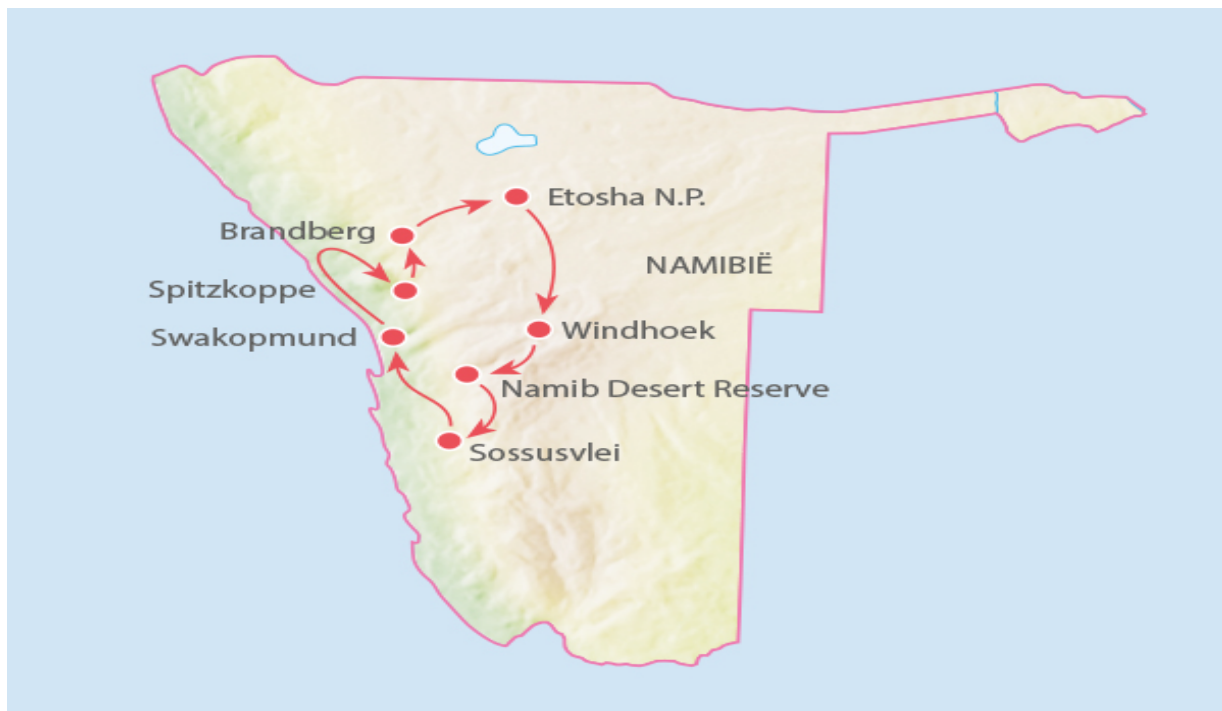 Etosha N.P.
Brandberg
NAMIBIË
Spitzkoppe
Windhoek
Swakopmund
Namib Desert Reserve
Sossusvlei